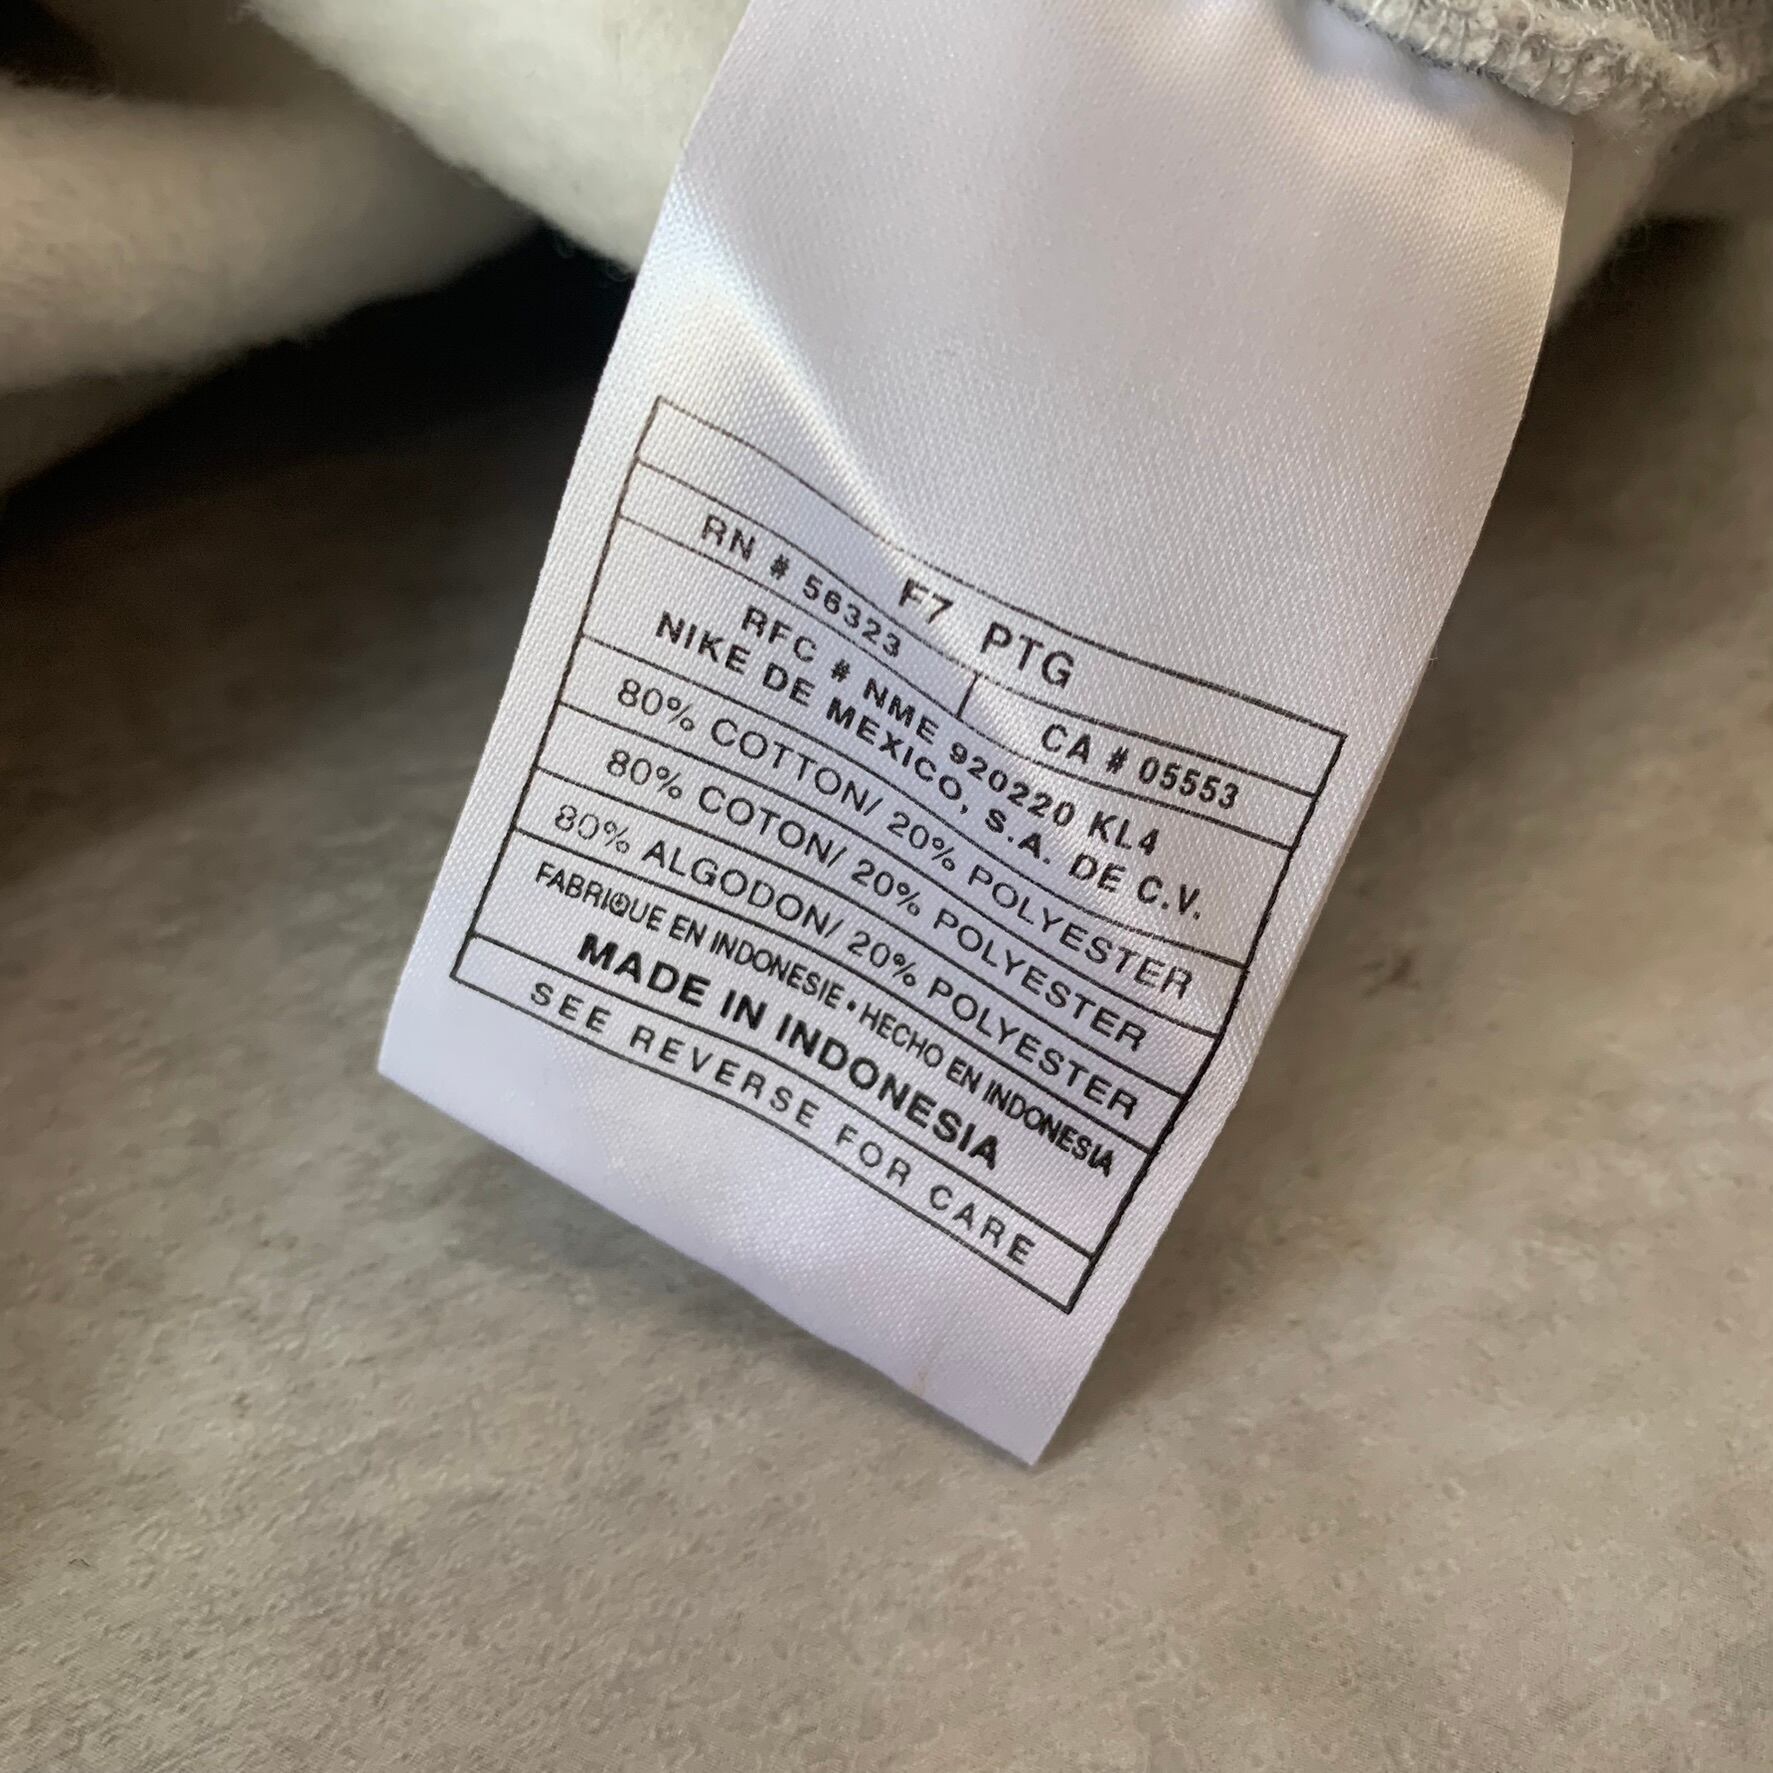 F7 PTG
RN # 56323 CA # 05553
RFC # NME 920220 KL4
NIKE DE MEXICO, S.A. DE C.V.
80% COTTON/ 20% POLYESTER
80% COTON/ 20% POLYESTER
80% ALGODON/ 20% POLYESTER
FABRIQUE EN INDONESIE • HECHO EN INDONESIA
MADE IN INDONESIA
SEE REVERSE FOR CARE